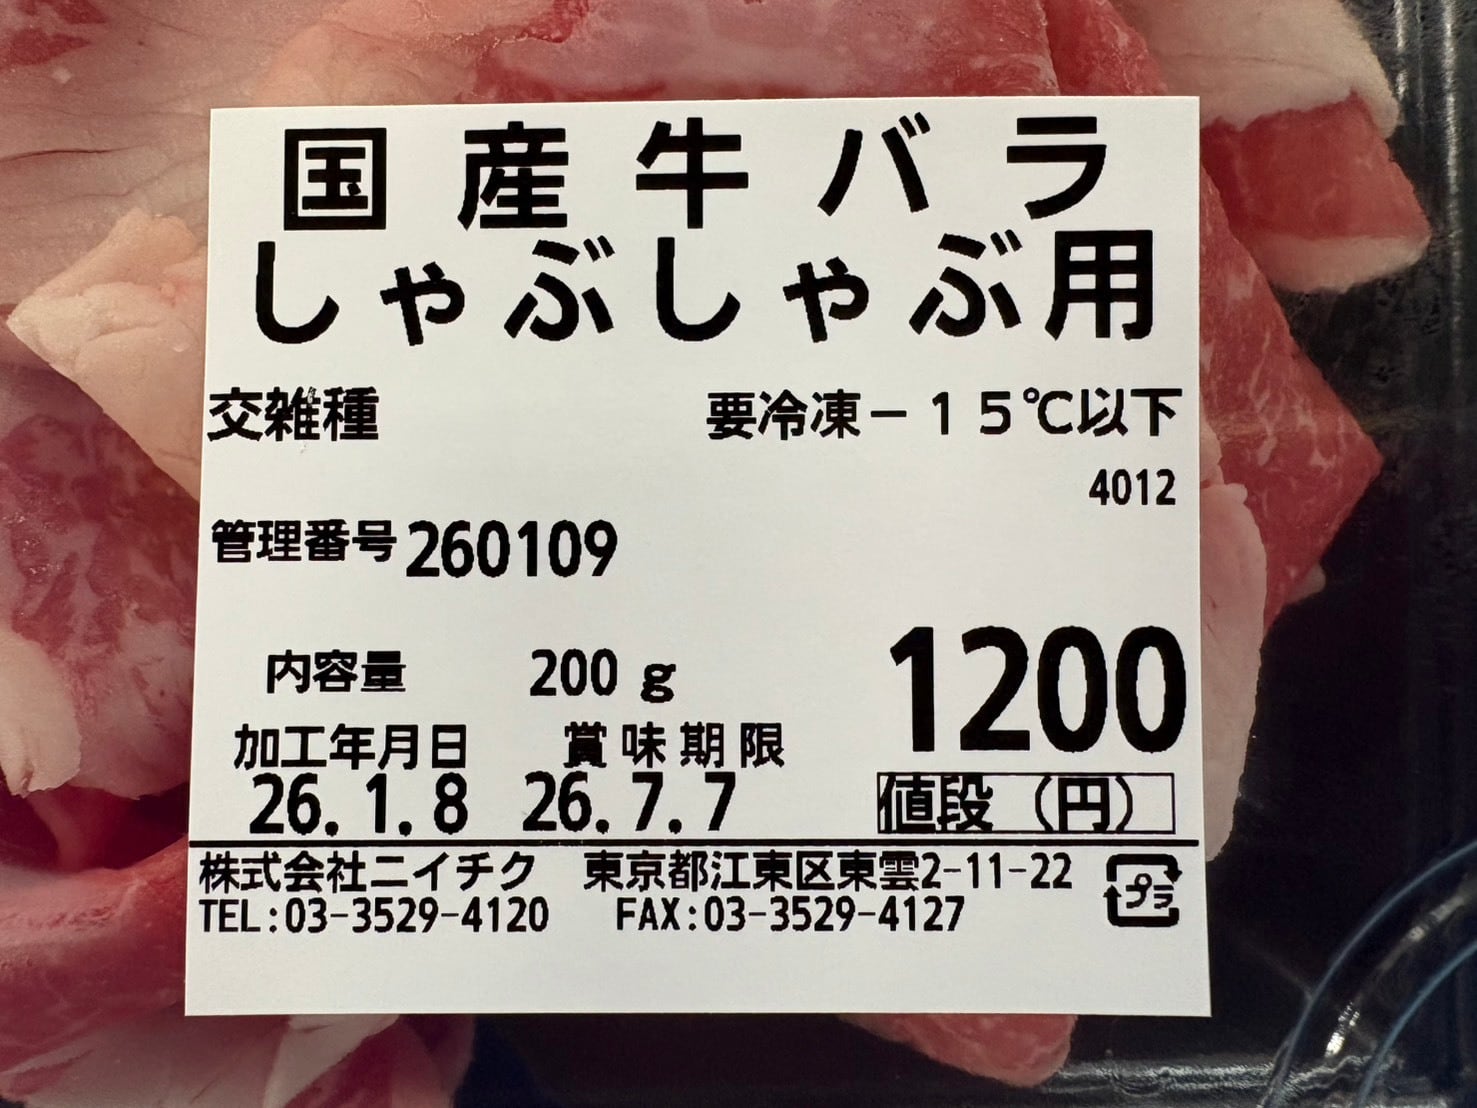 国産牛バラ
しゃぶしゃぶ用
交雑種 要冷凍－１５℃以下
4012
管理番号260109
内容量 200ｇ
1200
加工年月日 賞味期限
26.1.8 26.7.7 値段（円）
株式会社ニイチク 東京都江東区東雲2-11-22
TEL:03-3529-4120 FAX:03-3529-4127
プラ